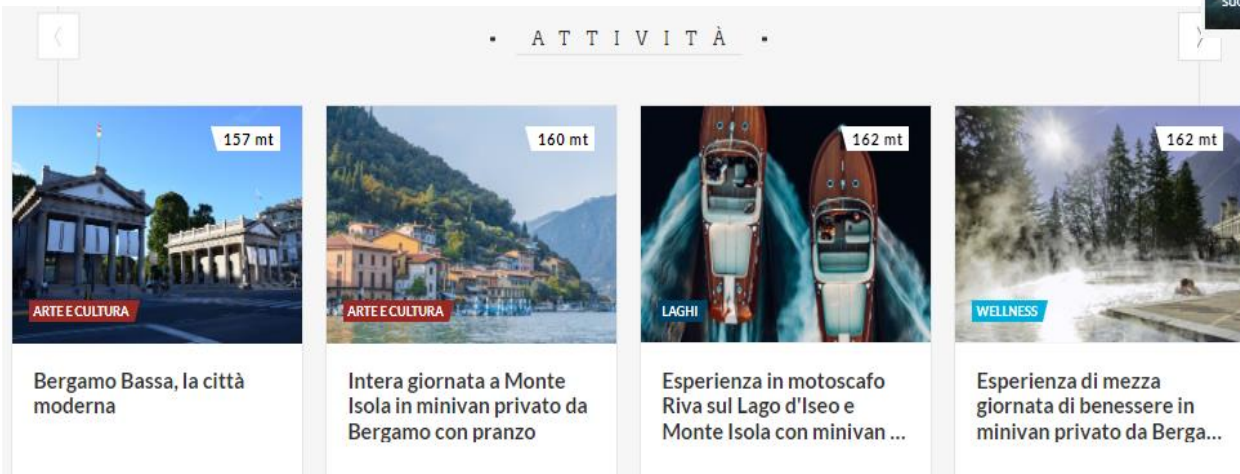 ATTIVITÀ
157 mt
ARTE E CULTURA
Bergamo Bassa, la città
moderna
160 mt
ARTE E CULTURA
Intera giornata a Monte
Isola in minivan privato da
Bergamo con pranzo
162 mt
LAGHI
Esperienza in motoscafo
Riva sul Lago d'Iseo e
Monte Isola con minivan ...
162 mt
WELLNESS
Esperienza di mezza
giornata di benessere in
minivan privato da Berga...